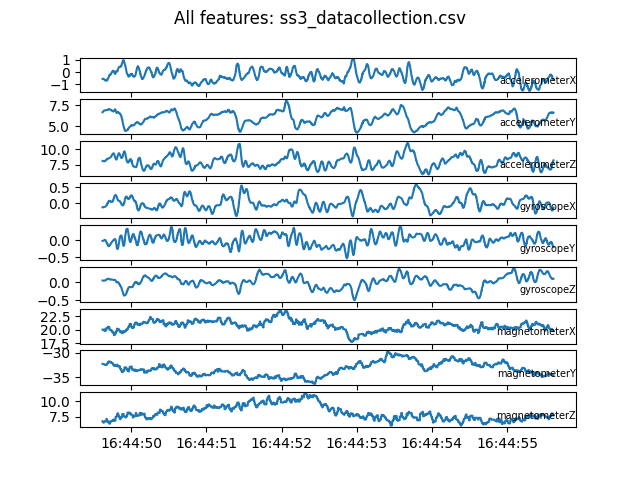 All features: ss3_datacollection.csv
1
0
−1
accelerometerX
7.5
5.0
accelerometerY
10.0
7.5
accelerometerZ
0.5
0.0
gyroscopeX
0.0
−0.5
gyroscopeY
0.0
−0.5
gyroscopeZ
22.5
20.0
17.5
magnetometerX
−30
−35
magnetometerY
10.0
7.5
magnetometerZ
16:44:50 16:44:51 16:44:52 16:44:53 16:44:54 16:44:55